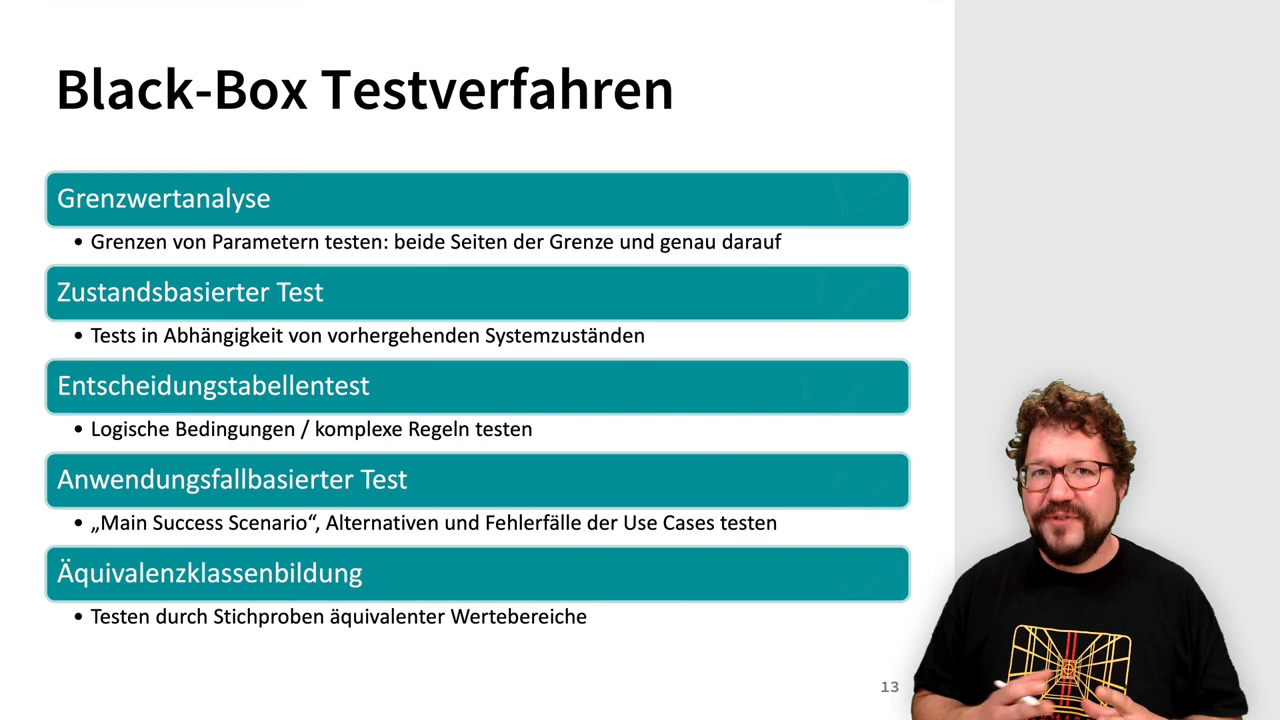 Black-Box Testverfahren
Grenzwertanalyse
• Grenzen von Parametern testen: beide Seiten der Grenze und genau darauf
Zustandsbasierter Test
• Tests in Abhängigkeit von vorhergehenden Systemzuständen
Entscheidungstabellentest
• Logische Bedingungen / komplexe Regeln testen
Anwendungsfallbasierter Test
• „Main Success Scenario“, Alternativen und Fehlerfälle der Use Cases testen
Äquivalenzklassenbildung
• Testen durch Stichproben äquivalenter Wertebereiche
13